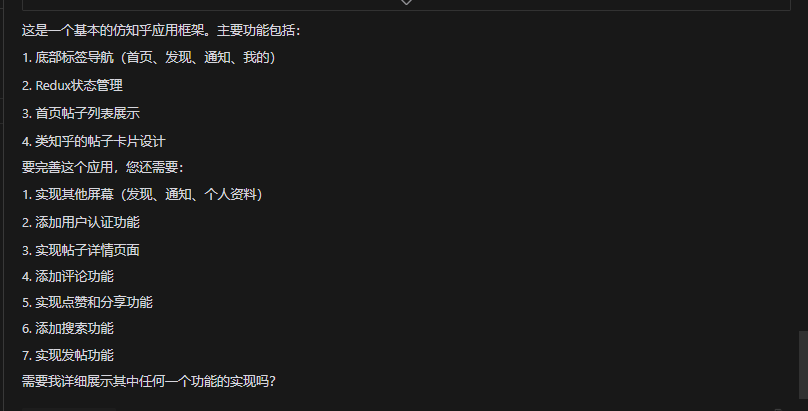 这是一个基本的仿知乎应用框架。主要功能包括：
1. 底部标签导航（首页、发现、通知、我的）
2. Redux状态管理
3. 首页帖子列表展示
4. 类知乎的帖子卡片设计
要完善这个应用，您还需要：
1. 实现其他屏幕（发现、通知、个人资料）
2. 添加用户认证功能
3. 实现帖子详情页面
4. 添加评论功能
5. 实现点赞和分享功能
6. 添加搜索功能
7. 实现发帖功能
需要我详细展示其中任何一个功能的实现吗？